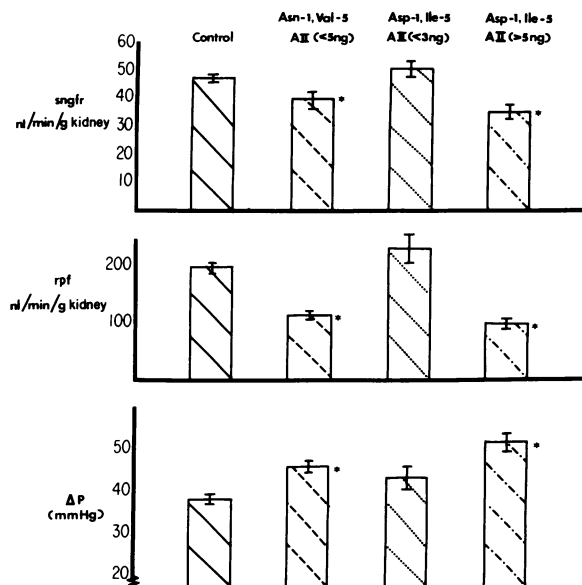 Control
Asn-1, Val-5
AII (<5ng)
Asp-1, Ile-5
AII (<3ng)
Asp-1, Ile-5
AII (>5ng)
sngfr
nl/min/g kidney
60
50
40
30
20
10
*
*
rpf
nl/min/g kidney
200
100
*
*
ΔP
(mmHg)
50
40
30
20
*
*